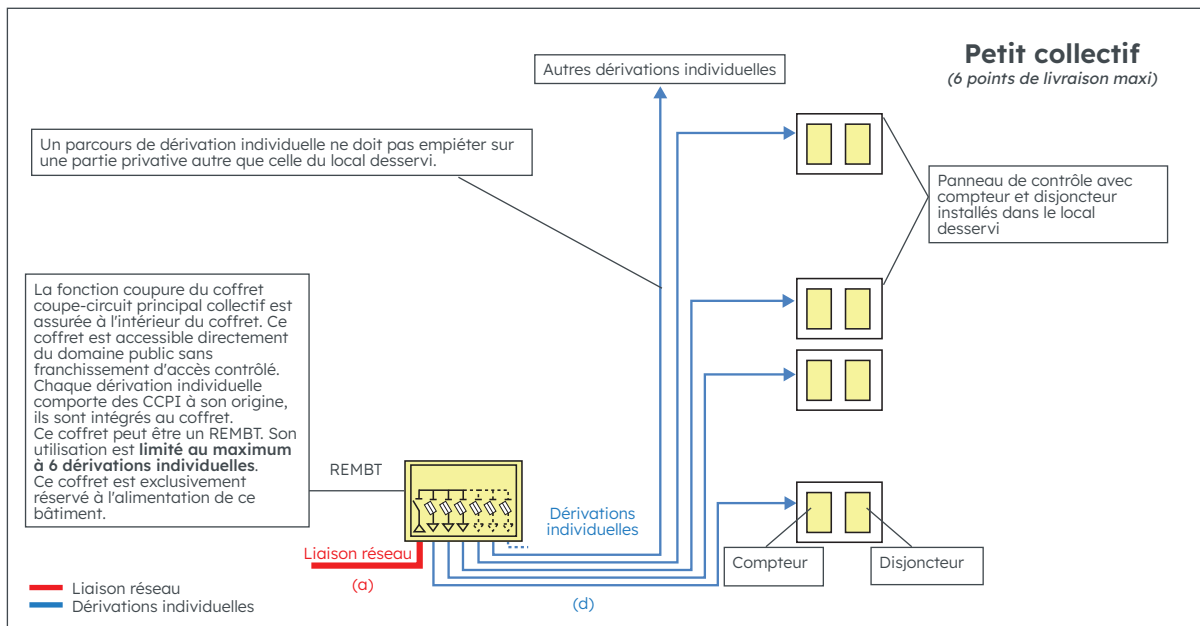 Petit collectif
(6 points de livraison maxi)
Autres dérivations individuelles
Un parcours de dérivation individuelle ne doit pas empiéter sur
une partie privative autre que celle du local desservi.
Panneau de contrôle avec
compteur et disjoncteur
installés dans le local
desservi
La fonction coupure du coffret
coupe-circuit principal collectif est
assurée à l'intérieur du coffret. Ce
coffret est accessible directement
du domaine public sans
franchissement d'accès contrôlé.
Chaque dérivation individuelle
comporte des CCPI à son origine,
ils sont intégrés au coffret.
Ce coffret peut être un REMBT. Son
utilisation est limité au maximum
à 6 dérivations individuelles.
Ce coffret est exclusivement
réservé à l'alimentation de ce
bâtiment.
REMBT
Dérivations
individuelles
Liaison réseau
(a)
Compteur
Disjoncteur
(d)
Liaison réseau
Dérivations individuelles